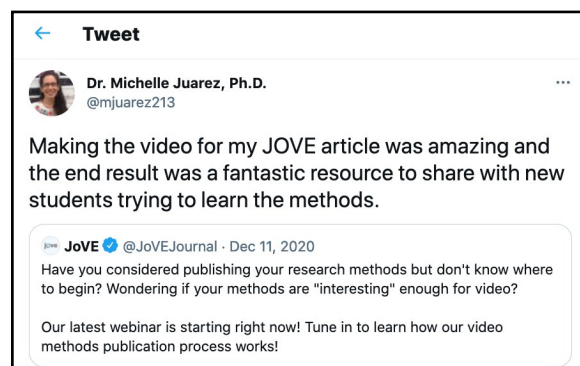 Tweet
Dr. Michelle Juarez, Ph.D.
@mjuarez213
Making the video for my JOVE article was amazing and
the end result was a fantastic resource to share with new
students trying to learn the methods.
jove JoVE @JoVEJournal · Dec 11, 2020
Have you considered publishing your research methods but don't know where
to begin? Wondering if your methods are "interesting" enough for video?
Our latest webinar is starting right now! Tune in to learn how our video
methods publication process works!